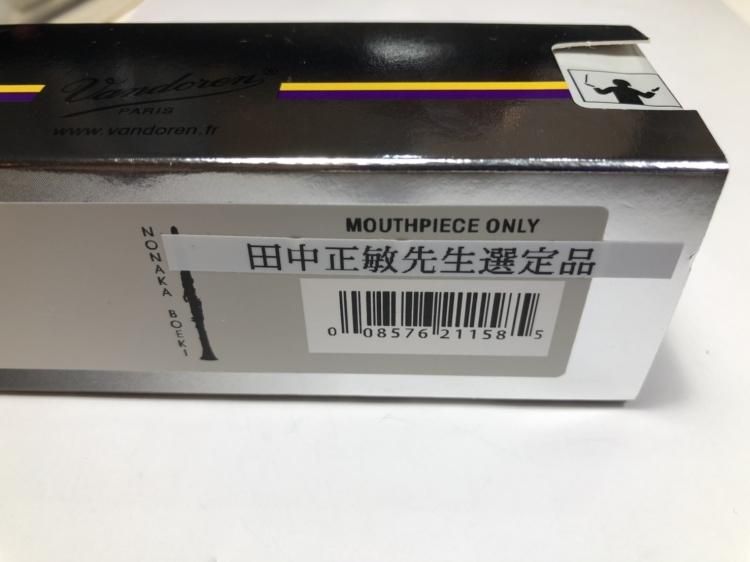 Vandoren®
PARIS
www.vandoren.fr
MOUTHPIECE ONLY
NONAKA BOEKI
田中正敏先生選定品
0 08576 21158 5